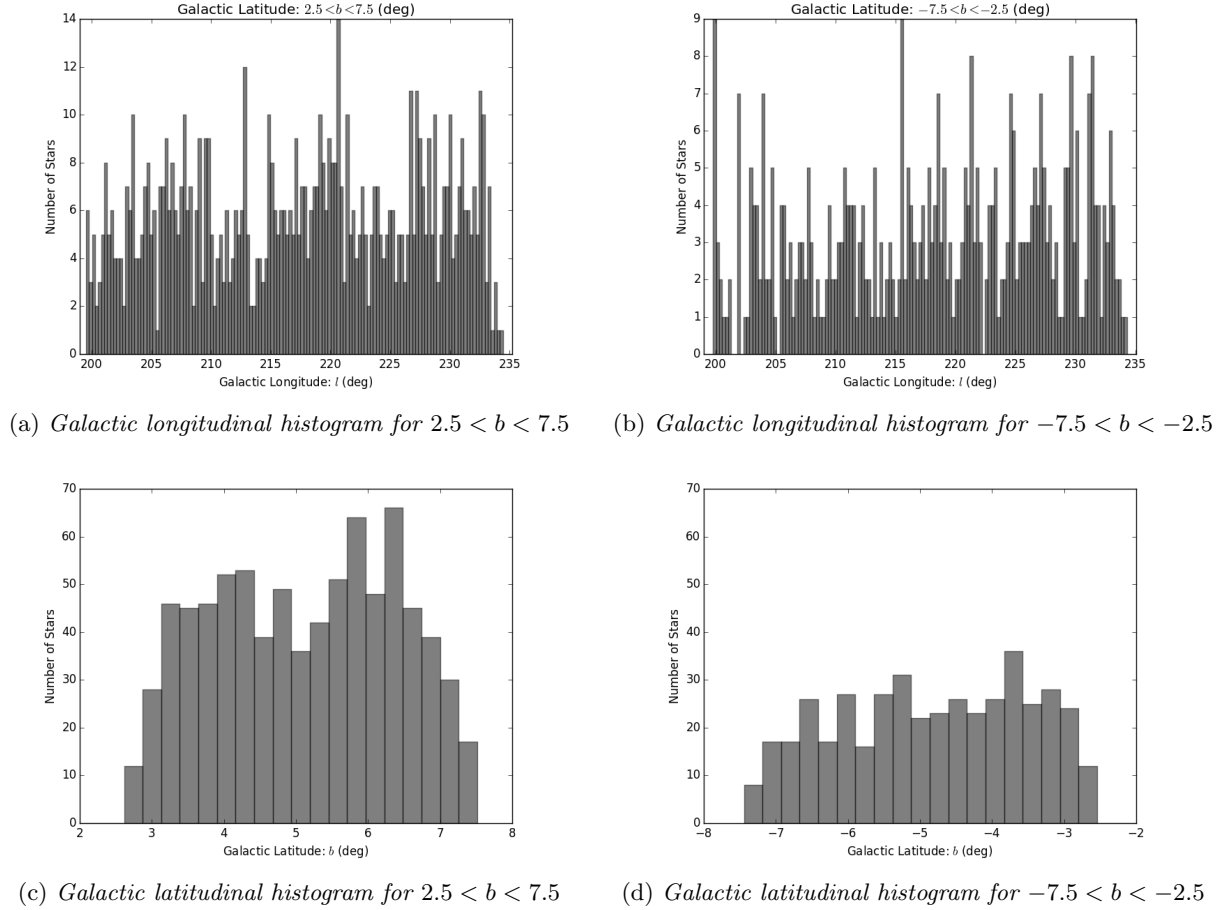 Galactic Latitude: 2.5<b<7.5 (deg)
14
12
10
8
6
4
2
0
Number of Stars
200 205 210 215 220 225 230 235
Galactic Longitude: l (deg)
(a) Galactic longitudinal histogram for 2.5 < b < 7.5
Galactic Latitude: −7.5<b<−2.5 (deg)
9
8
7
6
5
4
3
2
1
0
Number of Stars
200 205 210 215 220 225 230 235
Galactic Longitude: l (deg)
(b) Galactic longitudinal histogram for −7.5 < b < −2.5
70
60
50
40
30
20
10
0
Number of Stars
2 3 4 5 6 7 8
Galactic Latitude: b (deg)
(c) Galactic latitudinal histogram for 2.5 < b < 7.5
70
60
50
40
30
20
10
0
Number of Stars
−8 −7 −6 −5 −4 −3 −2
Galactic Latitude: b (deg)
(d) Galactic latitudinal histogram for −7.5 < b < −2.5